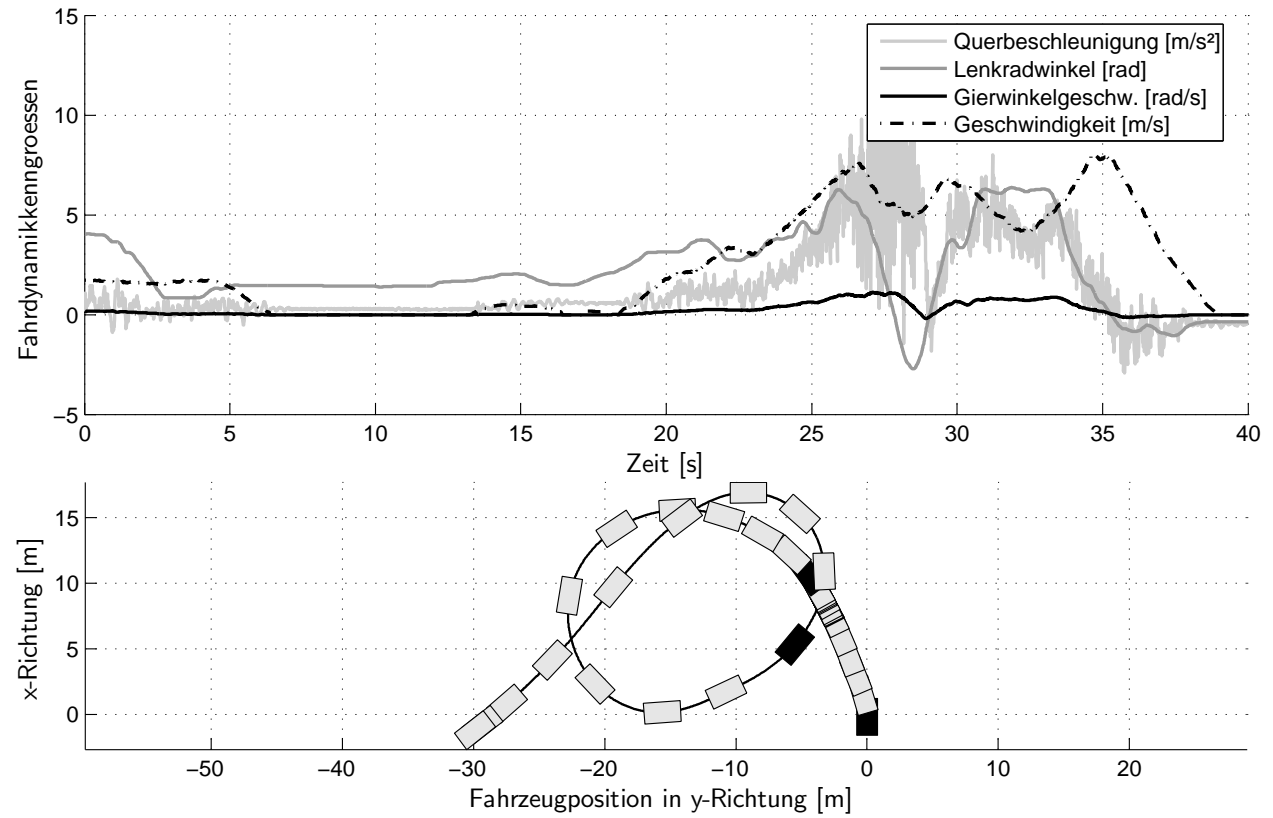 15
10
5
0
−5
Fahrdynamikkenngroessen
Querbeschleunigung [m/s²]
Lenkradwinkel [rad]
Gierwinkelgeschw. [rad/s]
Geschwindigkeit [m/s]
0 5 10 15 20 25 30 35 40
Zeit [s]
15
10
5
0
x-Richtung [m]
−50 −40 −30 −20 −10 0 10 20
Fahrzeugposition in y-Richtung [m]